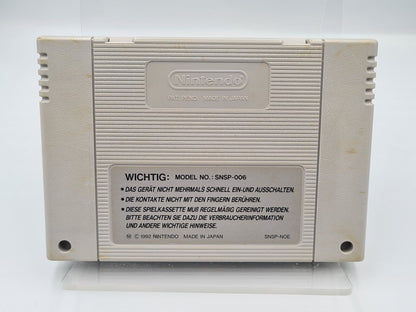 Nintendo
PAT. PEND. MADE IN JAPAN
WICHTIG: MODEL NO.: SNSP-006
• DAS GERÄT NICHT MEHRMALS SCHNELL EIN-UND AUSSCHALTEN.
• DIE KONTAKTE NICHT MIT DEN FINGERN BERÜHREN.
• DIESE SPIELKASSETTE MUß REGELMÄßIG GEREINIGT WERDEN.
BITTE BEACHTEN SIE DAZU DIE VERBRAUCHERINFORMATION
UND ANDERE WICHTIGE HINWEISE.
Ⓜ © 1992 NINTENDO MADE IN JAPAN SNSP-NOE